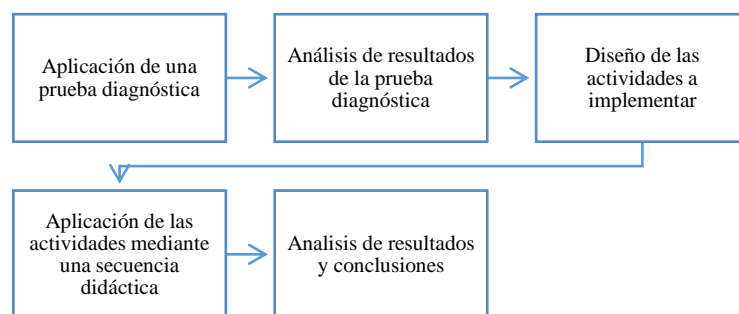 Aplicación de una
prueba diagnóstica
Análisis de resultados
de la prueba
diagnóstica
Diseño de las
actividades a
implementar
Aplicación de las
actividades mediante
una secuencia
didáctica
Analisis de resultados
y conclusiones